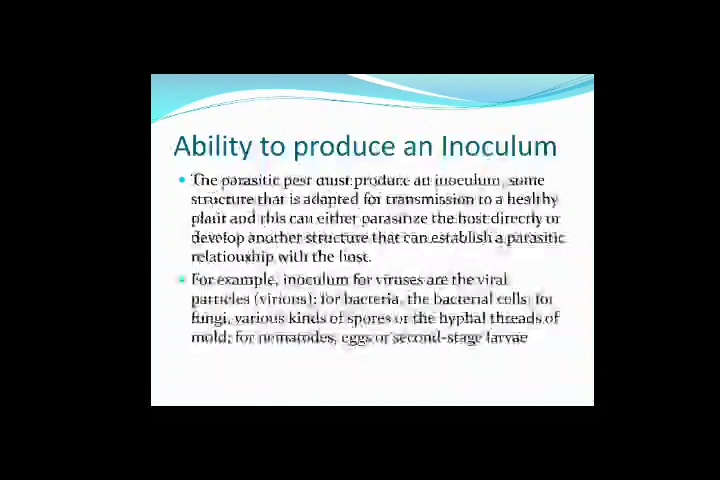 Ability to produce an Inoculum
• The parasitic pest must produce an inoculum, some
structure that is adapted for transmission to a healthy
plant and this can either parasitize the host directly or
develop another structure that can establish a parasitic
relationship with the host.
• For example, inoculum for viruses are the viral
particles (virions); for bacteria, the bacterial cells; for
fungi, various kinds of spores or the hyphal threads of
mold; for nematodes, eggs or second-stage larvae